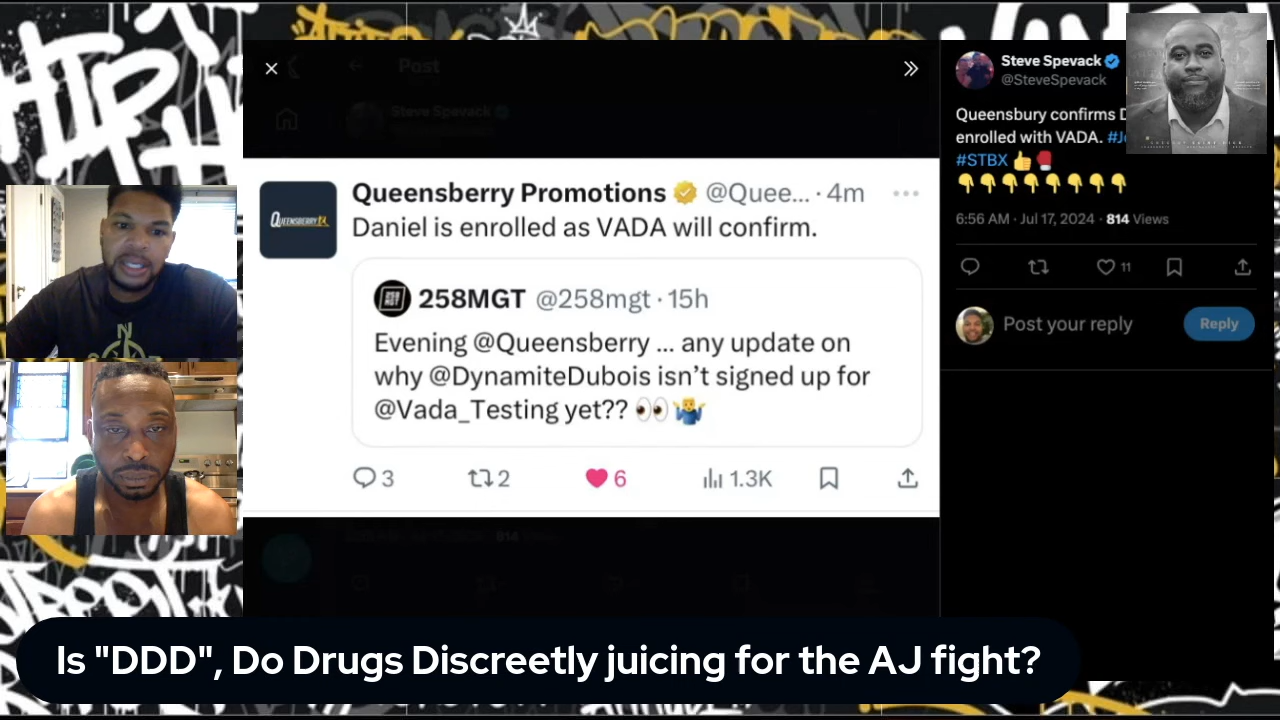 Post
Steve Spevack
Queensberry Promotions @Quee... · 4m
Daniel is enrolled as VADA will confirm.
258MGT @258mgt · 15h
Evening @Queensberry ... any update on
why @DynamiteDubois isn't signed up for
@Vada_Testing yet?? 👀 🤷‍♂️
3
2
6
1.3K
Steve Spevack
@SteveSpevack
Queensbury confirms
enrolled with VADA.
#STBX 👍🥊
👇👇👇👇👇👇👇👇
6:56 AM · Jul 17, 2024 · 814 Views
11
Post your reply
Reply
Is "DDD", Do Drugs Discreetly juicing for the AJ fight?